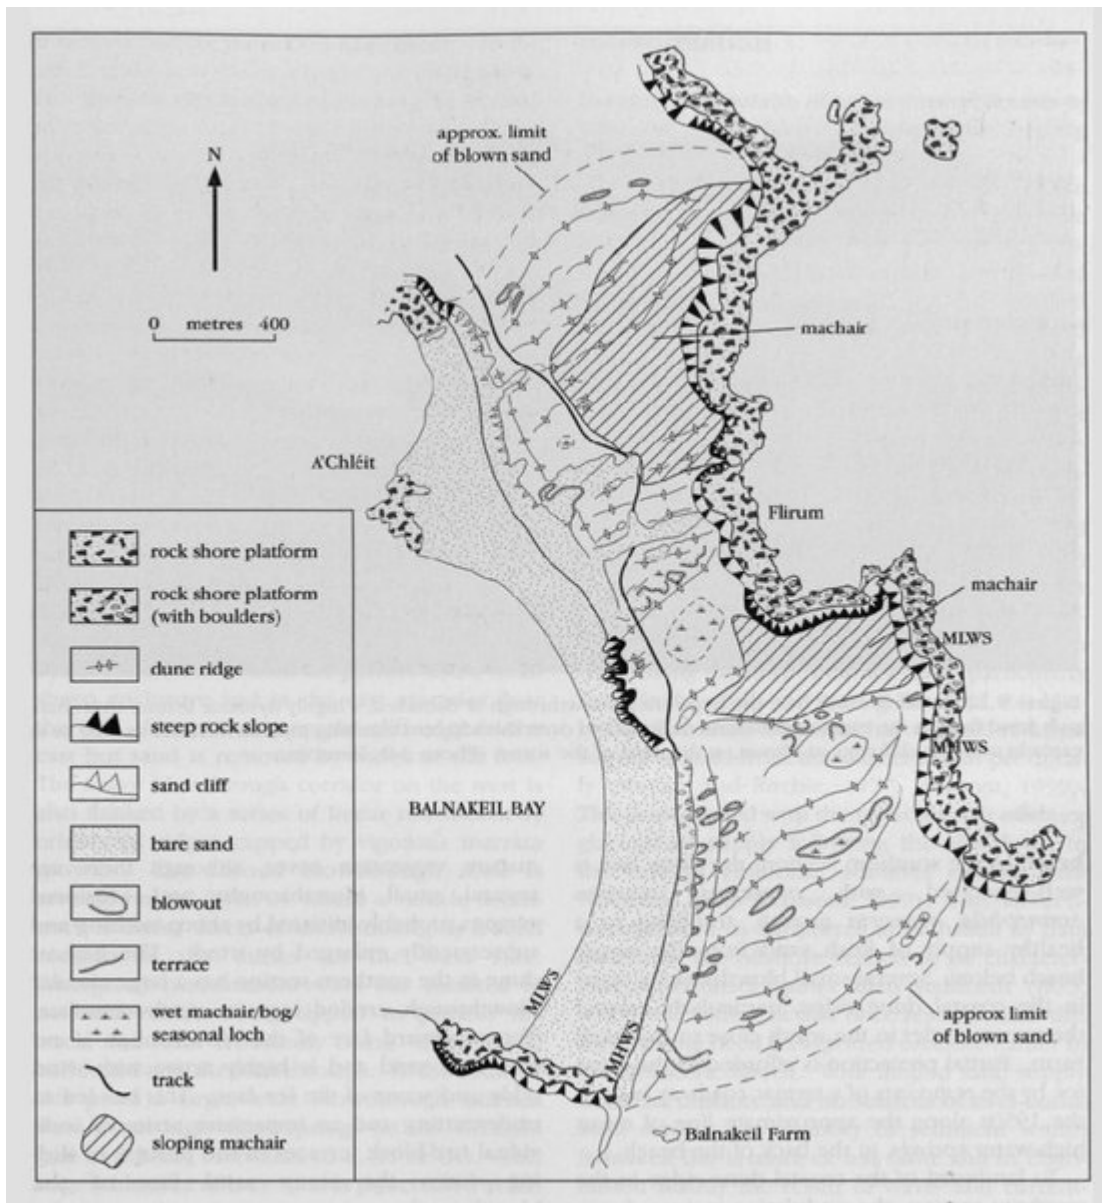 approx. limit
of blown sand
N
0 metres 400
machair
A'Chléit
Flirum
machair
MLWS
MHWS
rock shore platform
rock shore platform
(with boulders)
dune ridge
steep rock slope
sand cliff
bare sand
blowout
terrace
wet machair/bog/
seasonal loch
track
sloping machair
BALNAKEIL BAY
MLWS
MHWS
approx limit
of blown sand.
Balnakeil Farm